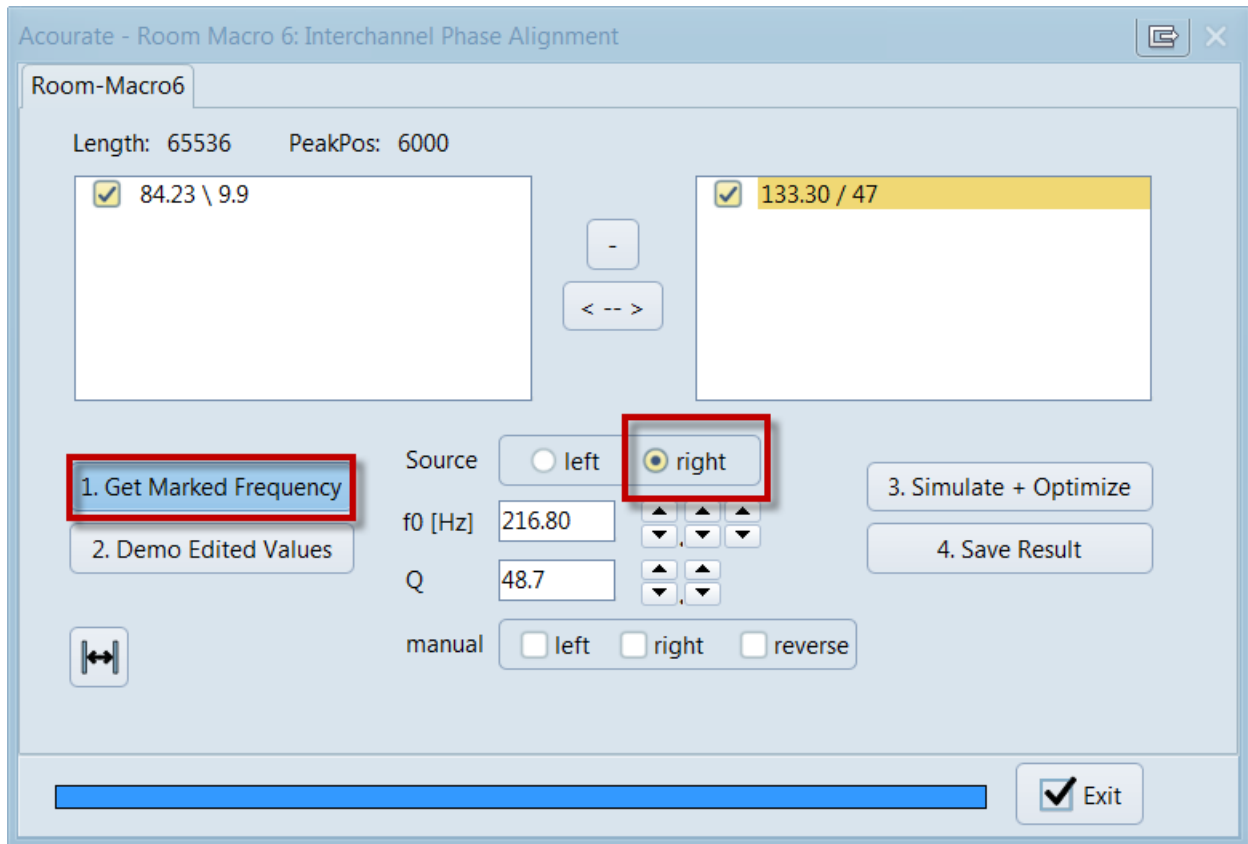 Acourate - Room Macro 6: Interchannel Phase Alignment
Room-Macro6
Length: 65536 PeakPos: 6000
84.23 \ 9.9
133.30 / 47
-
< -- >
Source left right
1. Get Marked Frequency
3. Simulate + Optimize
f0 [Hz] 216.80
2. Demo Edited Values
4. Save Result
Q 48.7
manual left right reverse
Exit